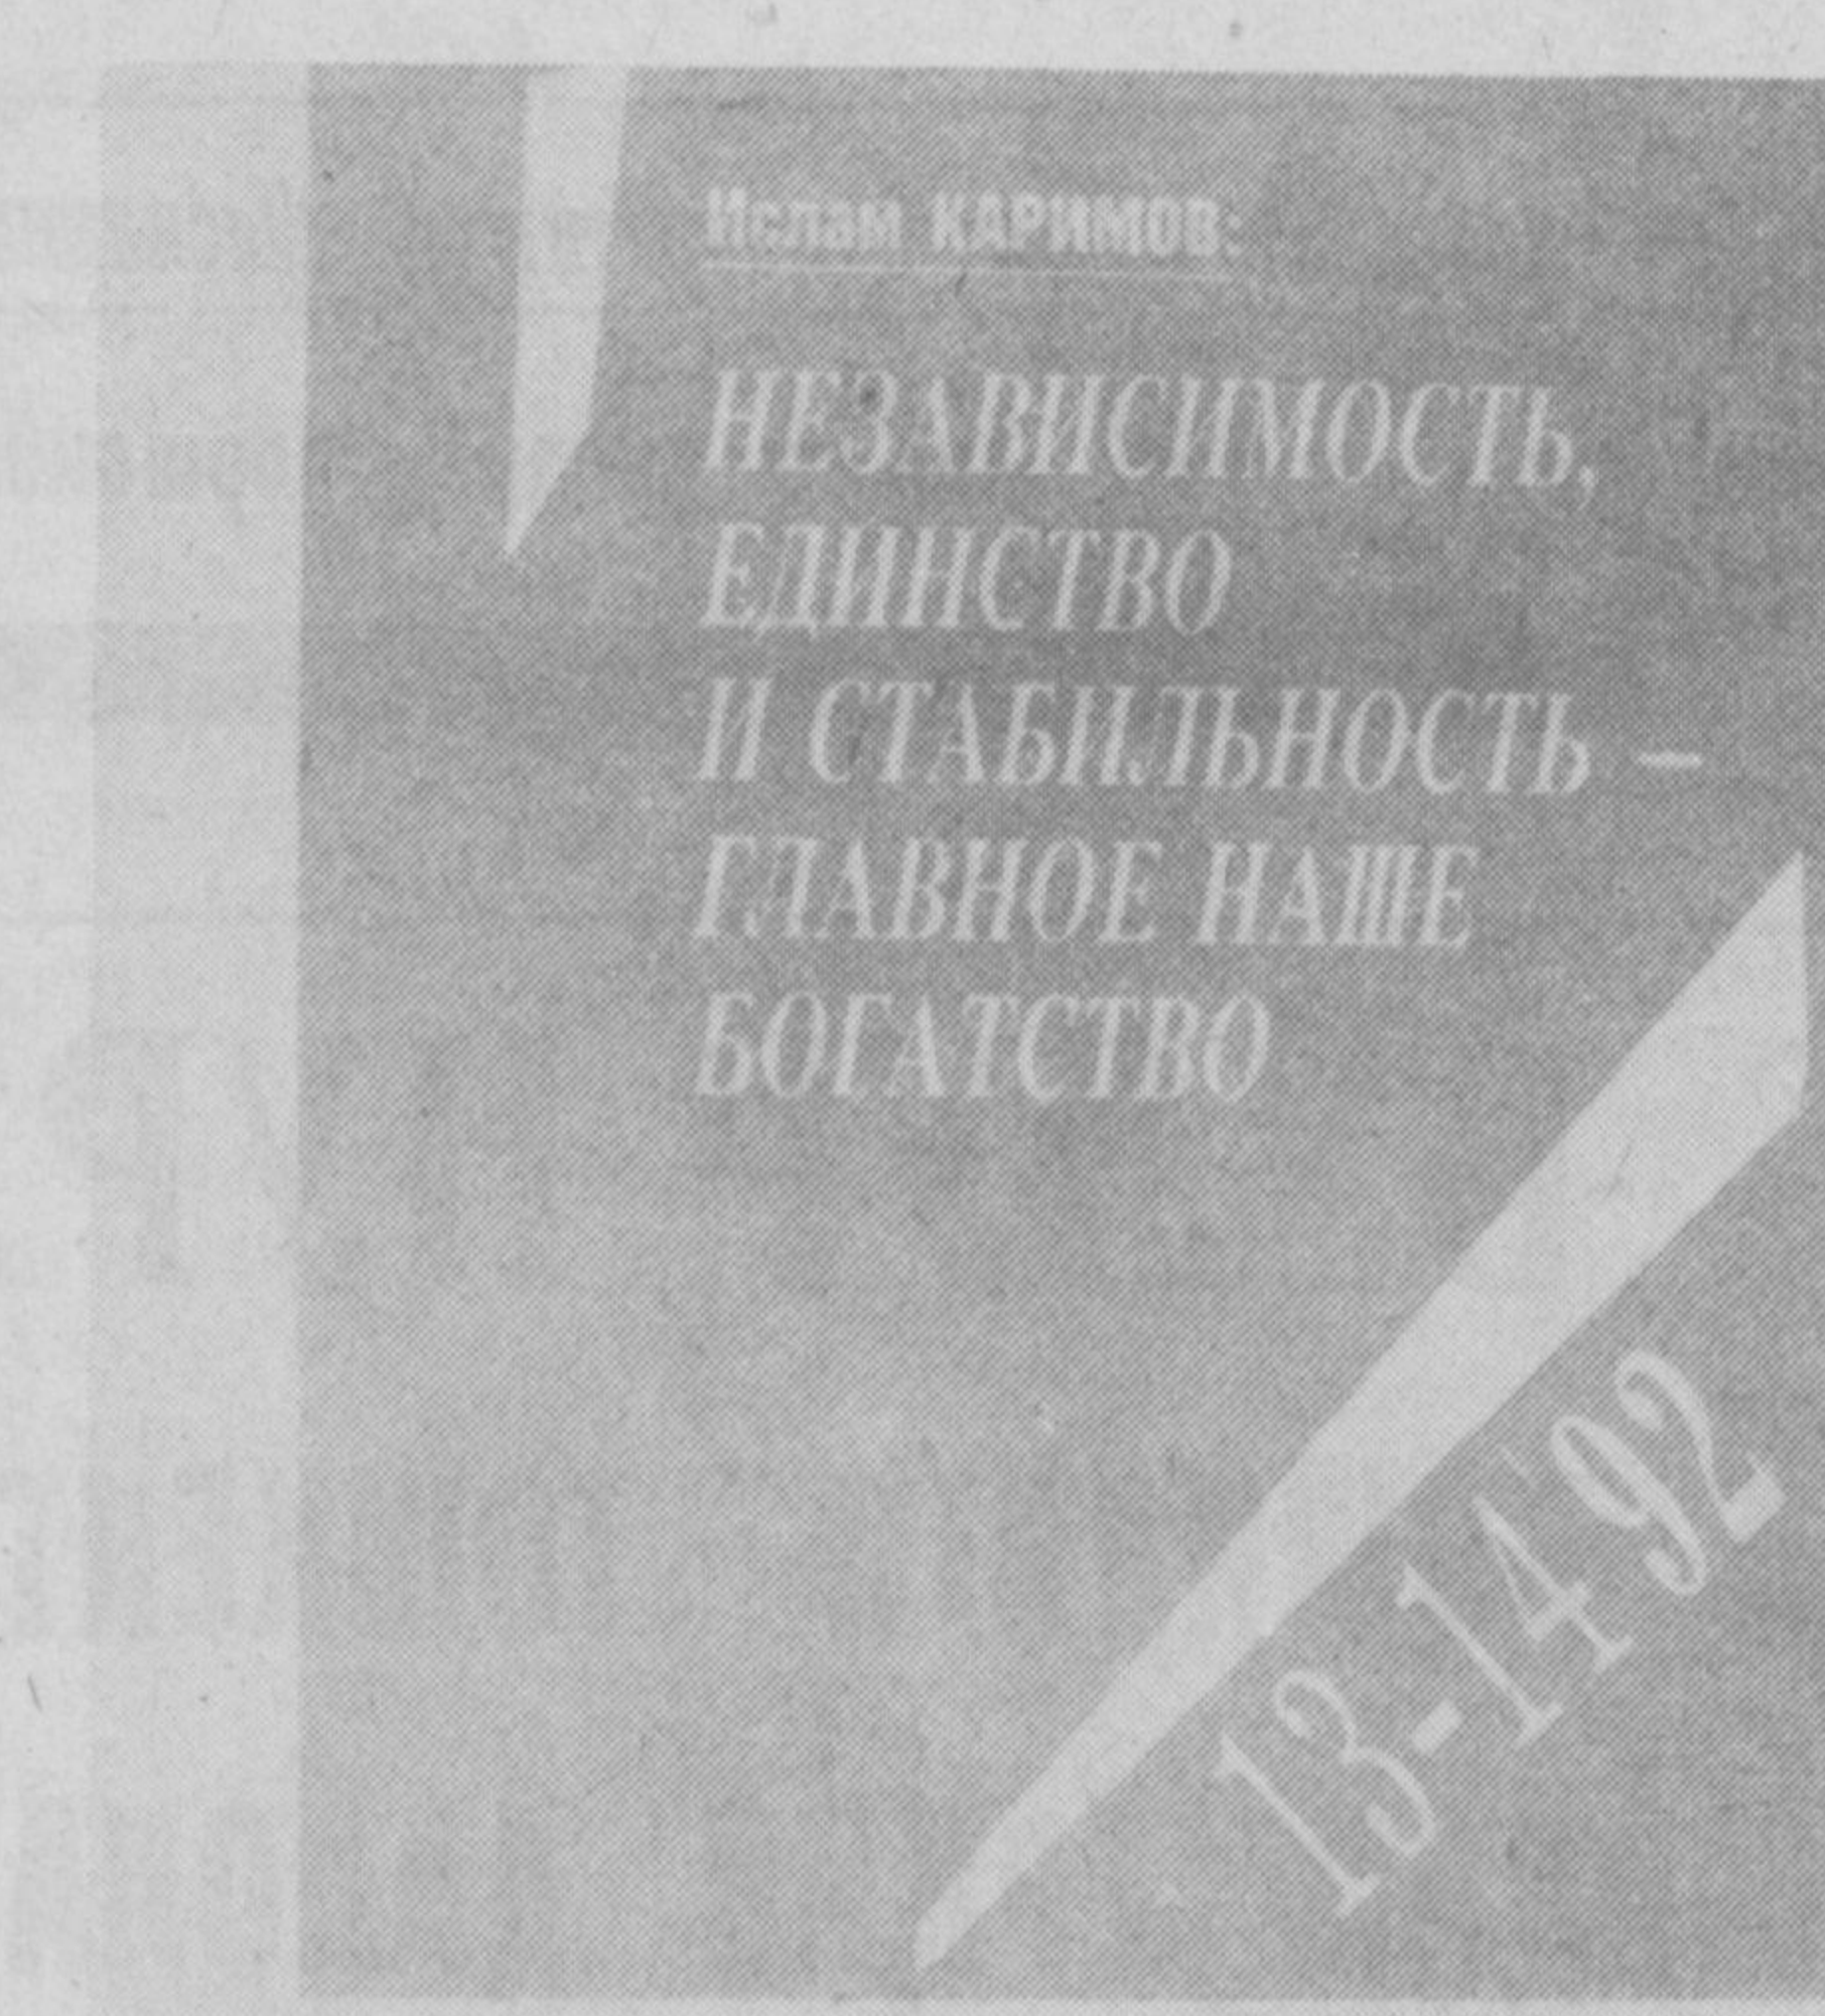 Ислам КАРИМОВ:
НЕЗАВИСИМОСТЬ,
ЕДИНСТВО
И СТАБИЛЬНОСТЬ –
ГЛАВНОЕ НАШЕ
БОГАТСТВО
13-14'92